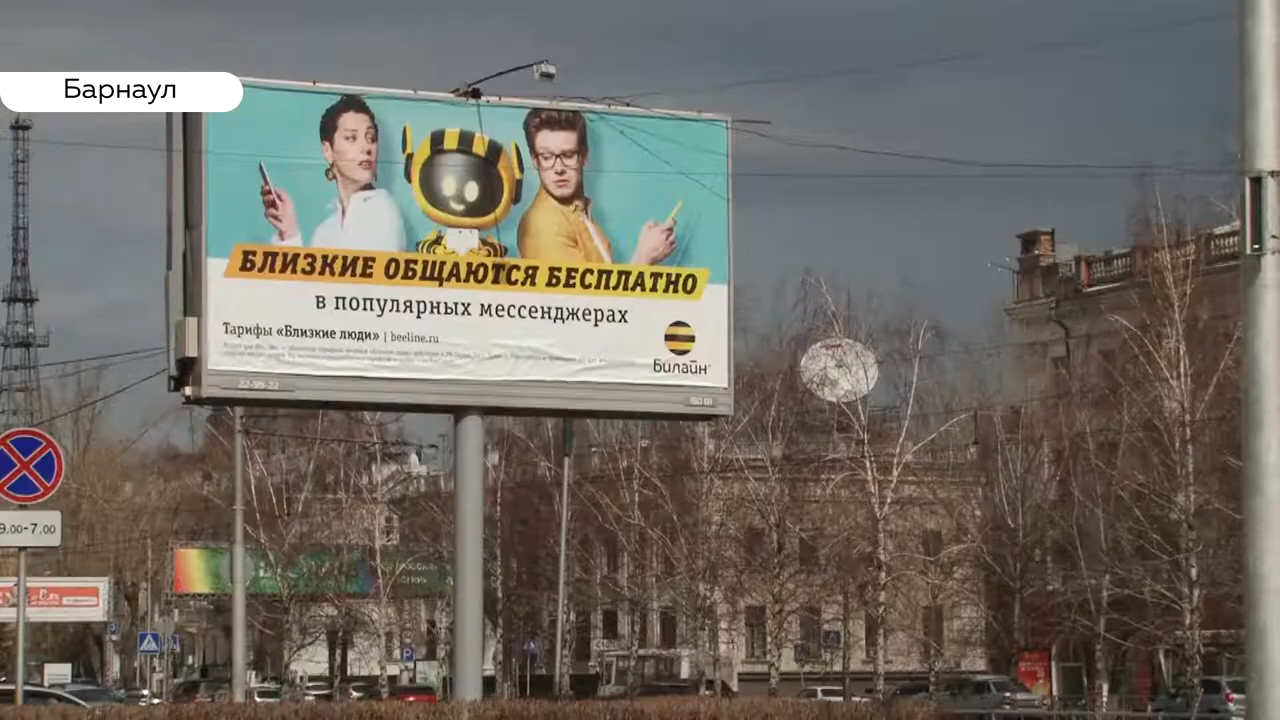 Барнаул
БЛИЗКИЕ ОБЩАЮТСЯ БЕСПЛАТНО
в популярных мессенджерах
Тарифы «Близкие люди» | beeline.ru
Билайн
9.00-7.00